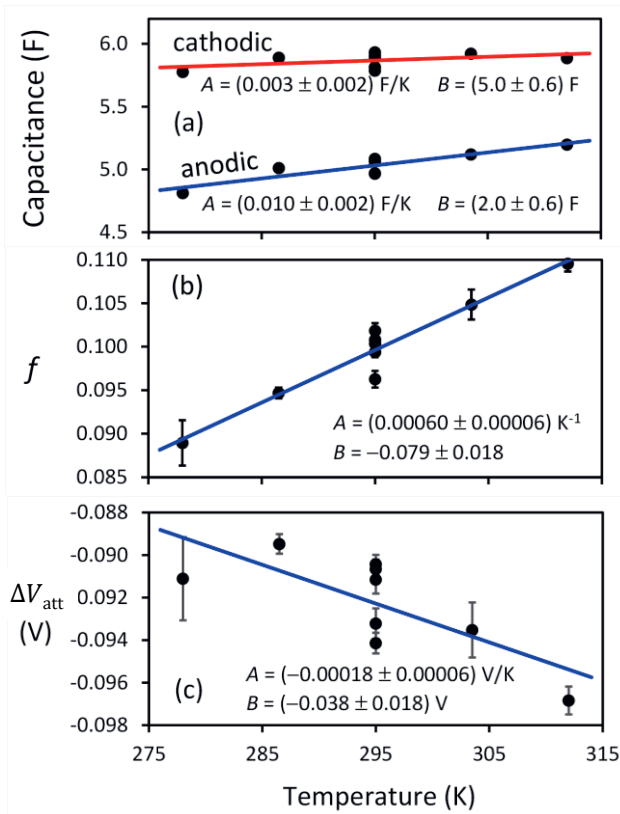 Capacitance (F)
6.0
cathodic
A = (0.003 ± 0.002) F/K B = (5.0 ± 0.6) F
5.5
(a)
5.0
anodic
A = (0.010 ± 0.002) F/K B = (2.0 ± 0.6) F
4.5
0.110
(b)
0.105
f
0.100
0.095
A = (0.00060 ± 0.00006) K⁻¹
0.090
B = −0.079 ± 0.018
0.085
-0.088
-0.090
ΔVatt
(V)
-0.092
-0.094
A = (−0.00018 ± 0.00006) V/K
-0.096
(c)
B = (−0.038 ± 0.018) V
-0.098
275 285 295 305 315
Temperature (K)